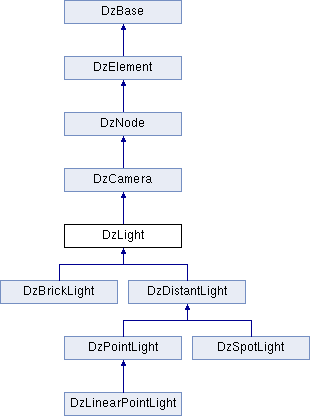 DzBase
DzElement
DzNode
DzCamera
DzLight
DzBrickLight
DzDistantLight
DzPointLight
DzSpotLight
DzLinearPointLight